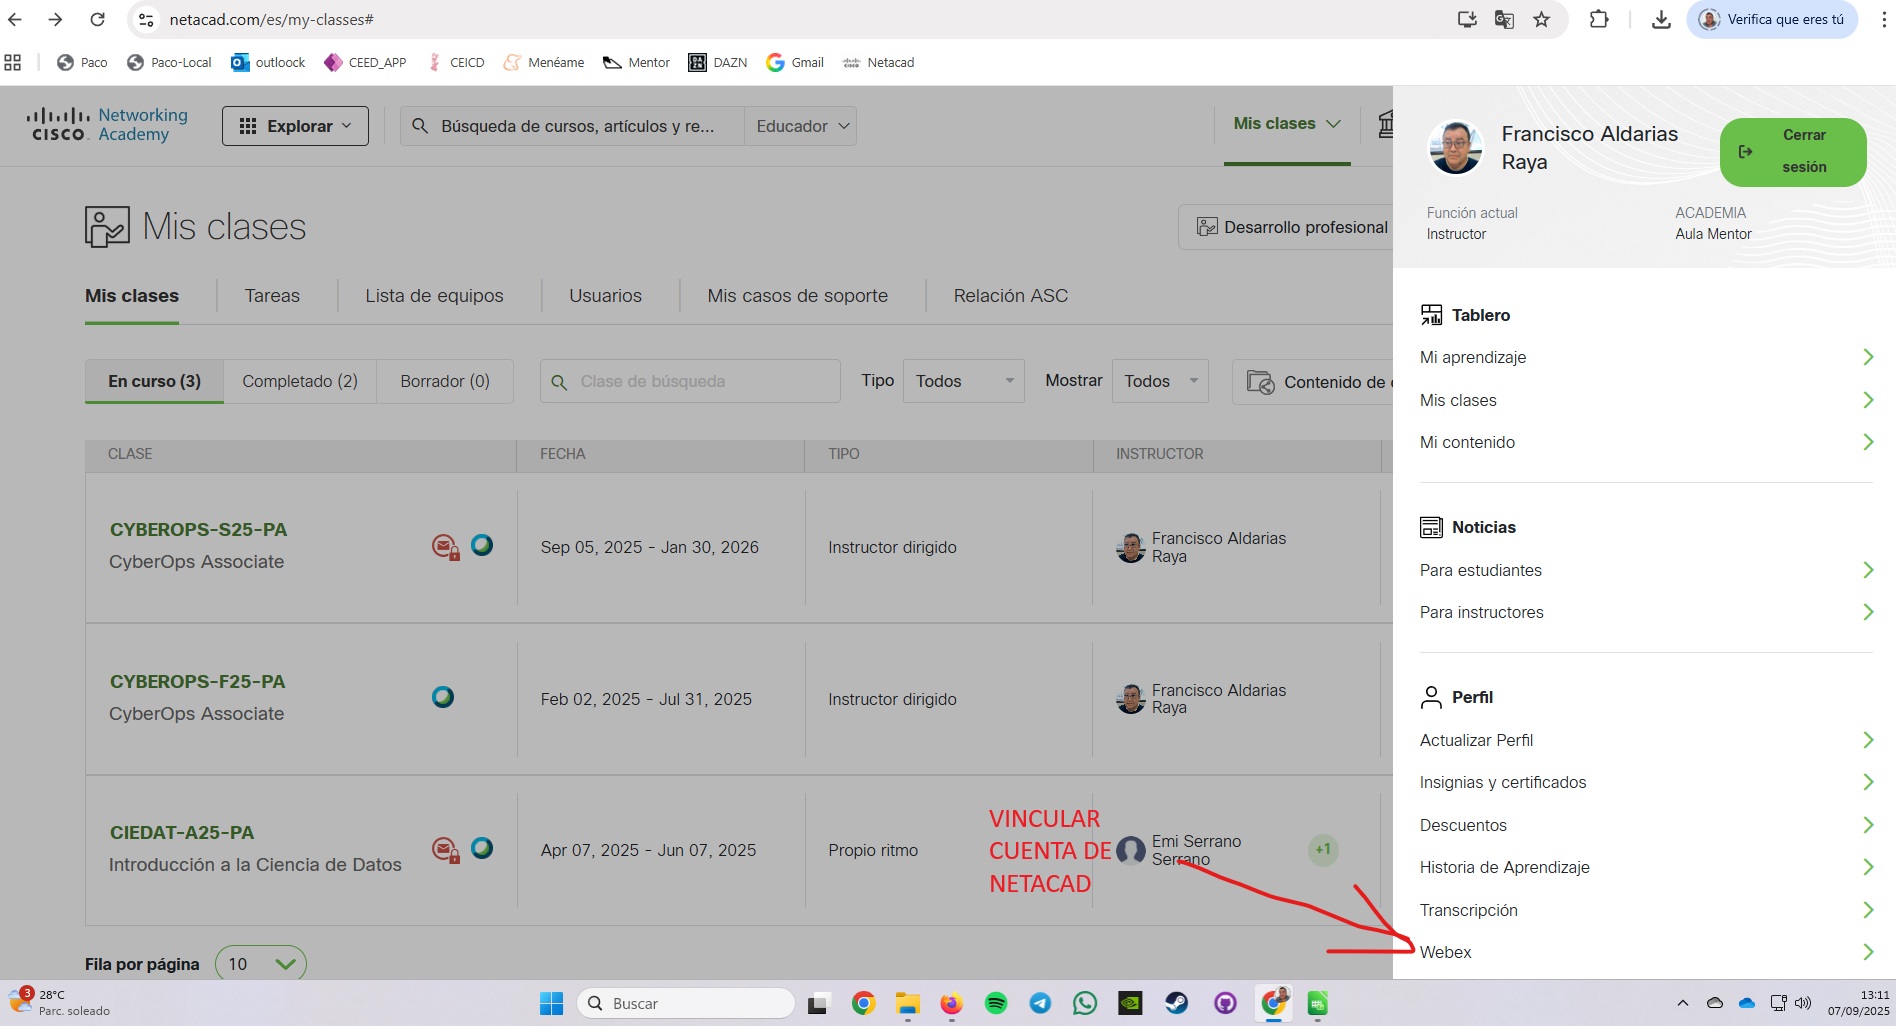 netacad.com/es/my-classes#
Verifica que eres tú
Paco
Paco-Local
outloock
CEED_APP
CEICD
Menéame
Mentor
DAZN
Gmail
Netacad
CISCO
Networking
Academy
Explorar
Búsqueda de cursos, artículos y re...
Educador
Mis clases
Francisco Aldarias
Raya
Cerrar
sesión
Función actual
Instructor
ACADEMIA
Aula Mentor
Mis clases
Desarrollo profesional
Mis clases
Tareas
Lista de equipos
Usuarios
Mis casos de soporte
Relación ASC
En curso (3)
Completado (2)
Borrador (0)
Clase de búsqueda
Tipo
Todos
Mostrar
Todos
Contenido de
CLASE
FECHA
TIPO
INSTRUCTOR
CYBEROPS-S25-PA
CyberOps Associate
Sep 05, 2025 - Jan 30, 2026
Instructor dirigido
Francisco Aldarias
Raya
CYBEROPS-F25-PA
CyberOps Associate
Feb 02, 2025 - Jul 31, 2025
Instructor dirigido
Francisco Aldarias
Raya
CIEDAT-A25-PA
Introducción a la Ciencia de Datos
Apr 07, 2025 - Jun 07, 2025
Propio ritmo
Emi Serrano
Serrano
+1
VINCULAR
CUENTA DE
NETACAD
Fila por página
10
Tablero
Mi aprendizaje
Mis clases
Mi contenido
Noticias
Para estudiantes
Para instructores
Perfil
Actualizar Perfil
Insignias y certificados
Descuentos
Historia de Aprendizaje
Transcripción
Webex
3
28°C
Parc. soleado
Buscar
13:11
07/09/2025